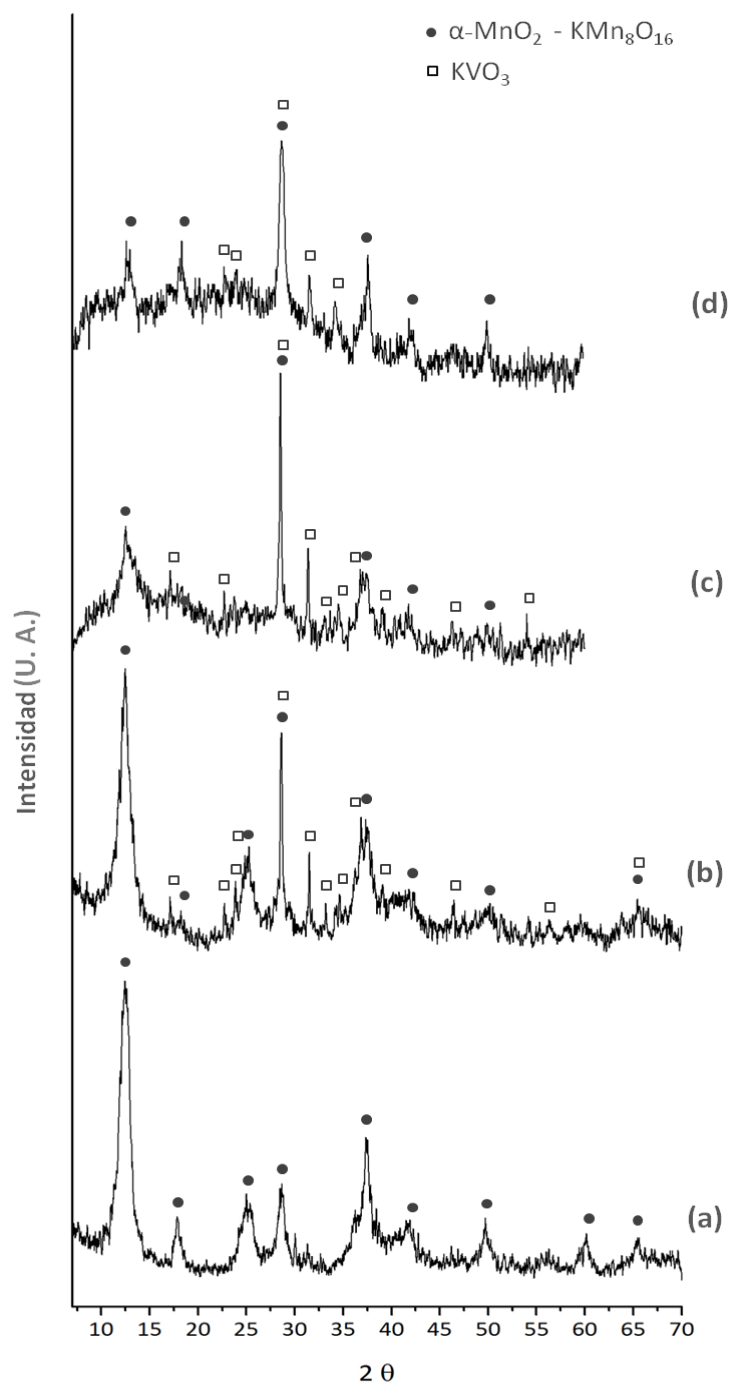 ● α-MnO₂ - KMn₈O₁₆
□ KVO₃
(d)
(c)
(b)
(a)
Intensidad (U. A.)
10 15 20 25 30 35 40 45 50 55 60 65 70
2 θ